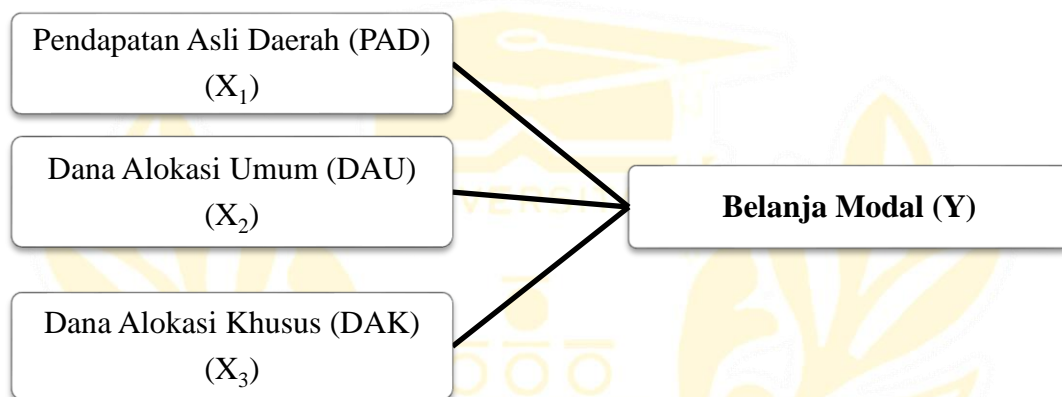 Pendapatan Asli Daerah (PAD)
(X₁)
Dana Alokasi Umum (DAU)
(X₂)
Belanja Modal (Y)
Dana Alokasi Khusus (DAK)
(X₃)